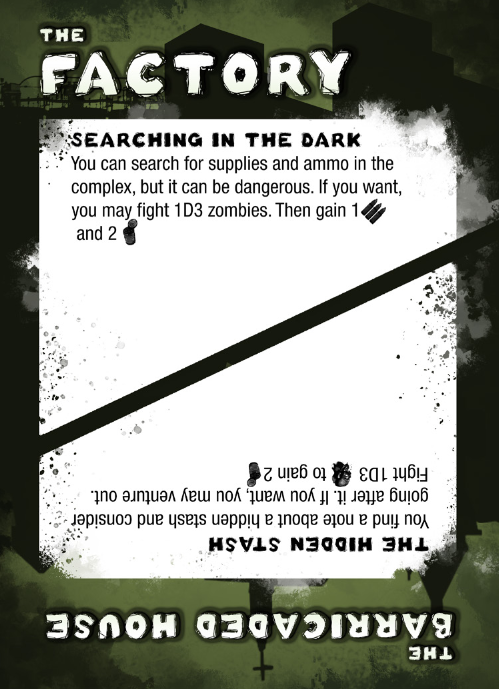 THE
FACTORY
SEARCHING IN THE DARK
You can search for supplies and ammo in the
complex, but it can be dangerous. If you want,
you may fight 1D3 zombies. Then gain 1
and 2
THE
BARRICADED HOUSE
THE HIDDEN STASH
You find a note about a hidden stash and consider
going after it. If you want, you may venture out.
Fight 1D3 to gain 2